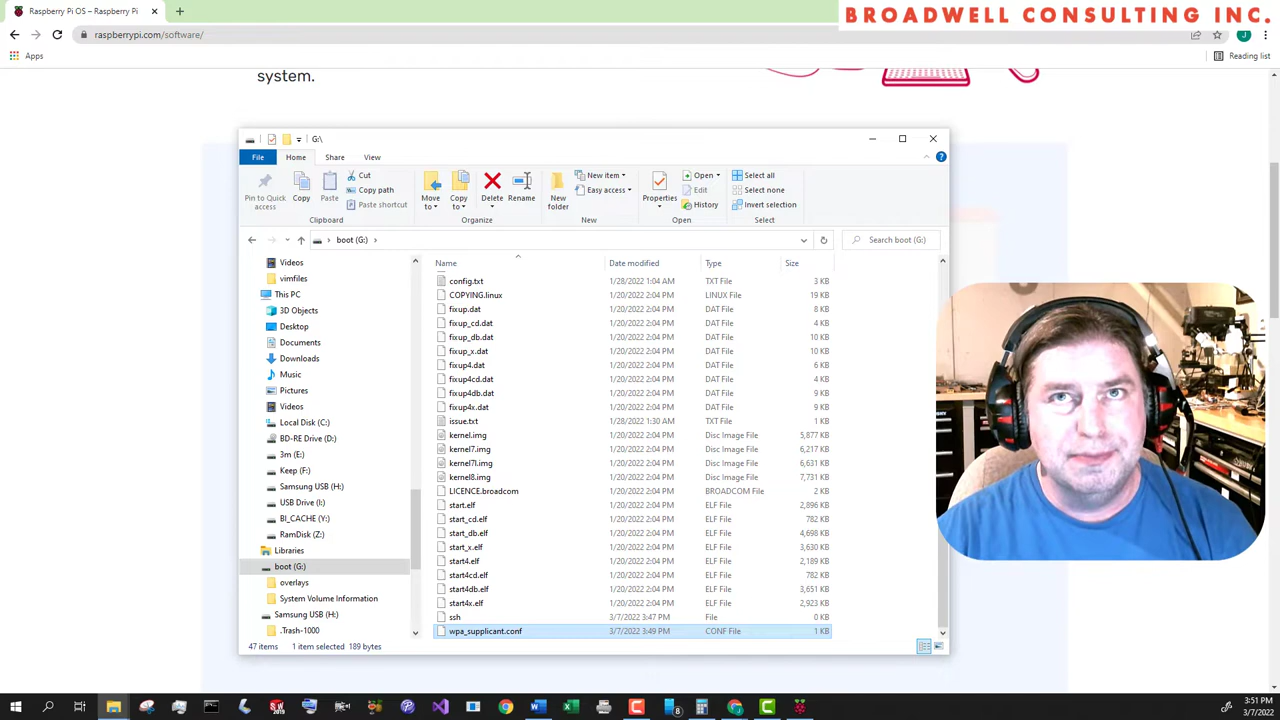 Raspberry Pi OS – Raspberry Pi
BROADWELL CONSULTING INC.
raspberrypi.com/software/
J
Apps
Reading list
system.
G:\
File Home Share View
Pin to Quick access
Copy
Paste
Cut
Copy path
Paste shortcut
Clipboard
Move to
Copy to
Delete
Rename
Organize
New folder
New item
Easy access
New
Properties
Open
Edit
History
Open
Select all
Select none
Invert selection
Select
boot (G:)
Search boot (G:)
Name Date modified Type Size
Videos
vimfiles
This PC
3D Objects
Desktop
Documents
Downloads
Music
Pictures
Videos
Local Disk (C:)
BD-RE Drive (D:)
3m (E:)
Keep (F:)
Samsung USB (H:)
USB Drive (I:)
BI_CACHE (Y:)
RamDisk (Z:)
Libraries
boot (G:)
overlays
System Volume Information
Samsung USB (H:)
.Trash-1000
config.txt 1/28/2022 1:04 AM TXT File 3 KB
COPYING.linux 1/20/2022 2:04 PM LINUX File 19 KB
fixup.dat 1/20/2022 2:04 PM DAT File 8 KB
fixup_cd.dat 1/20/2022 2:04 PM DAT File 4 KB
fixup_db.dat 1/20/2022 2:04 PM DAT File 10 KB
fixup_x.dat 1/20/2022 2:04 PM DAT File 10 KB
fixup4.dat 1/20/2022 2:04 PM DAT File 6 KB
fixup4cd.dat 1/20/2022 2:04 PM DAT File 4 KB
fixup4db.dat 1/20/2022 2:04 PM DAT File 9 KB
fixup4x.dat 1/20/2022 2:04 PM DAT File 9 KB
issue.txt 1/28/2022 1:30 AM TXT File 1 KB
kernel.img 1/20/2022 2:04 PM Disc Image File 5,877 KB
kernel7.img 1/20/2022 2:04 PM Disc Image File 6,217 KB
kernel7l.img 1/20/2022 2:04 PM Disc Image File 6,631 KB
kernel8.img 1/20/2022 2:04 PM Disc Image File 7,731 KB
LICENCE.broadcom 1/20/2022 2:04 PM BROADCOM File 2 KB
start.elf 1/20/2022 2:04 PM ELF File 2,896 KB
start_cd.elf 1/20/2022 2:04 PM ELF File 782 KB
start_db.elf 1/20/2022 2:04 PM ELF File 4,698 KB
start_x.elf 1/20/2022 2:04 PM ELF File 3,630 KB
start4.elf 1/20/2022 2:04 PM ELF File 2,189 KB
start4cd.elf 1/20/2022 2:04 PM ELF File 782 KB
start4db.elf 1/20/2022 2:04 PM ELF File 3,651 KB
start4x.elf 1/20/2022 2:04 PM ELF File 2,923 KB
ssh 3/7/2022 3:47 PM File 0 KB
wpa_supplicant.conf 3/7/2022 3:49 PM CONF File 1 KB
47 items 1 item selected 189 bytes
3:51 PM
3/7/2022